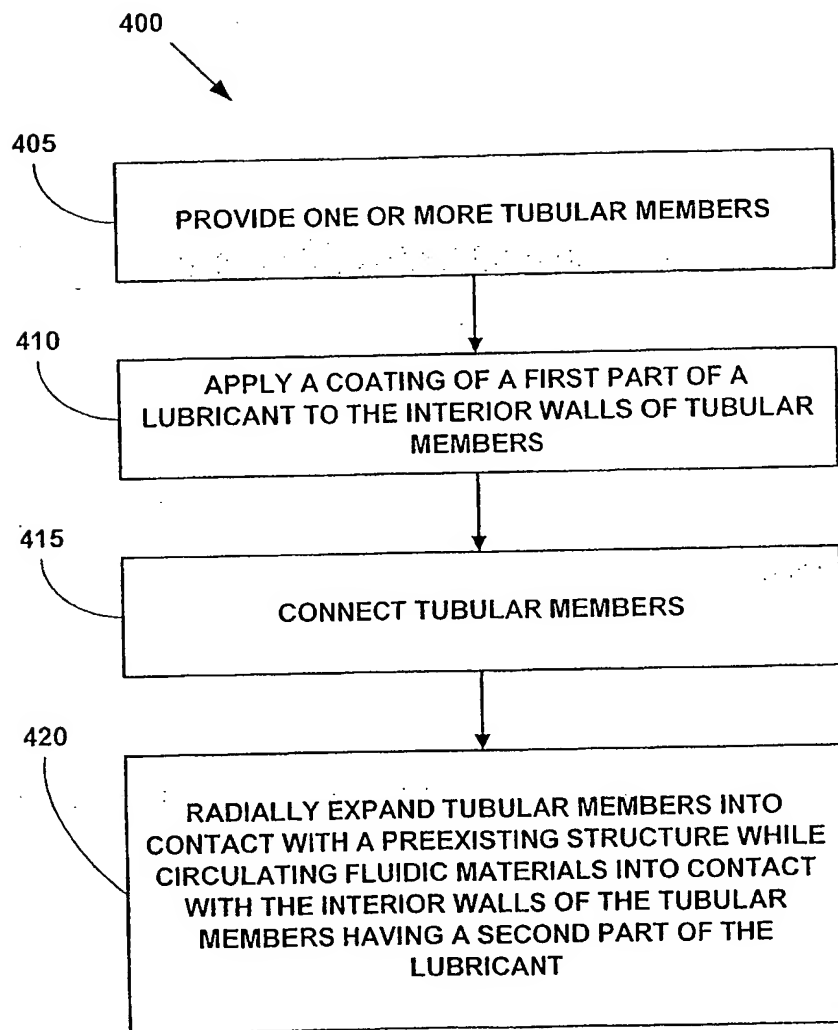 400
405
PROVIDE ONE OR MORE TUBULAR MEMBERS
410
APPLY A COATING OF A FIRST PART OF A
LUBRICANT TO THE INTERIOR WALLS OF TUBULAR
MEMBERS
415
CONNECT TUBULAR MEMBERS
420
RADIALLY EXPAND TUBULAR MEMBERS INTO
CONTACT WITH A PREEXISTING STRUCTURE WHILE
CIRCULATING FLUIDIC MATERIALS INTO CONTACT
WITH THE INTERIOR WALLS OF THE TUBULAR
MEMBERS HAVING A SECOND PART OF THE
LUBRICANT